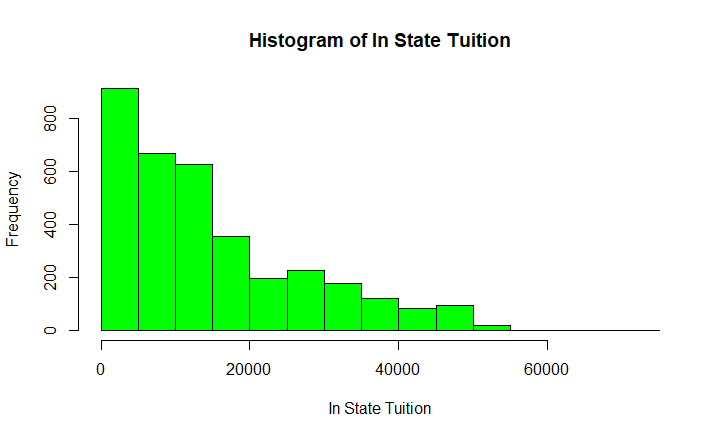 Histogram of In State Tuition
Frequency
800
600
400
200
0
0 20000 40000 60000
In State Tuition